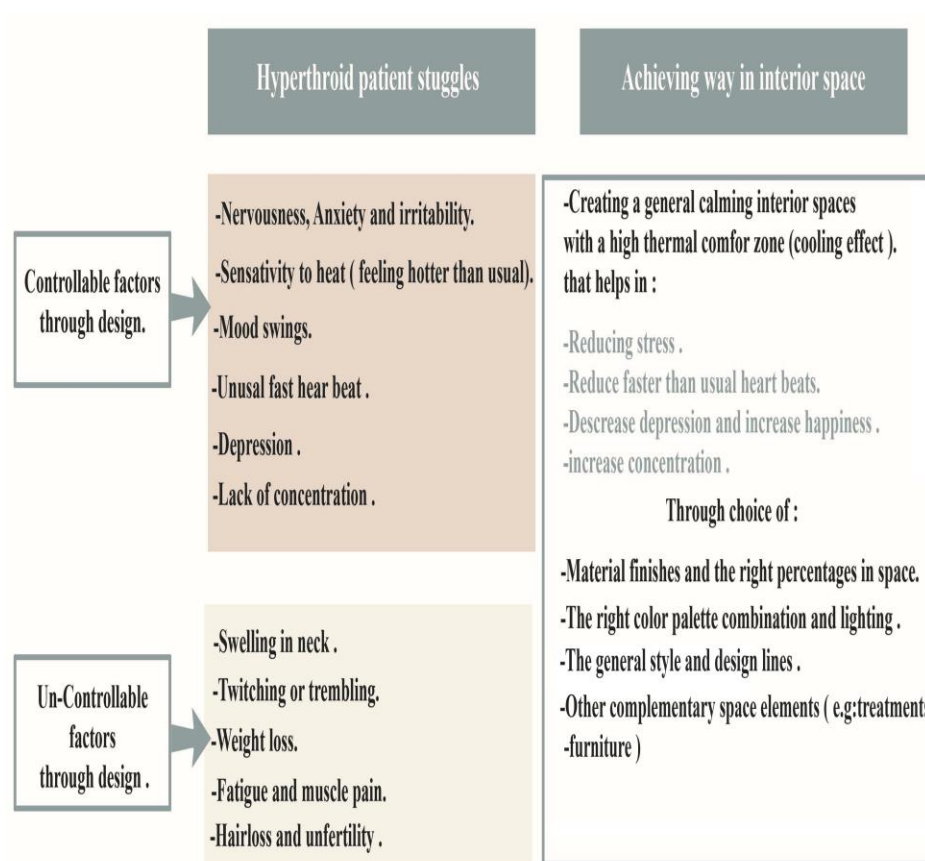 Hyperthroid patient stuggles
Achieving way in interior space
Controllable factors
through design.
-Nervousness, Anxiety and irritability.
-Sensativity to heat ( feeling hotter than usual).
-Mood swings.
-Unusal fast hear beat .
-Depression .
-Lack of concentration .
Un-Controllable
factors
through design .
-Swelling in neck .
-Twitching or trembling.
-Weight loss.
-Fatigue and muscle pain.
-Hairloss and unfertility .
-Creating a general calming interior spaces
with a high thermal comfor zone (cooling effect ).
that helps in :
-Reducing stress .
-Reduce faster than usual heart beats.
-Descrease depression and increase happiness .
-increase concentration .
Through choice of :
-Material finishes and the right percentages in space.
-The right color palette combination and lighting .
-The general style and design lines .
-Other complementary space elements ( e.g:treatments
-furniture )